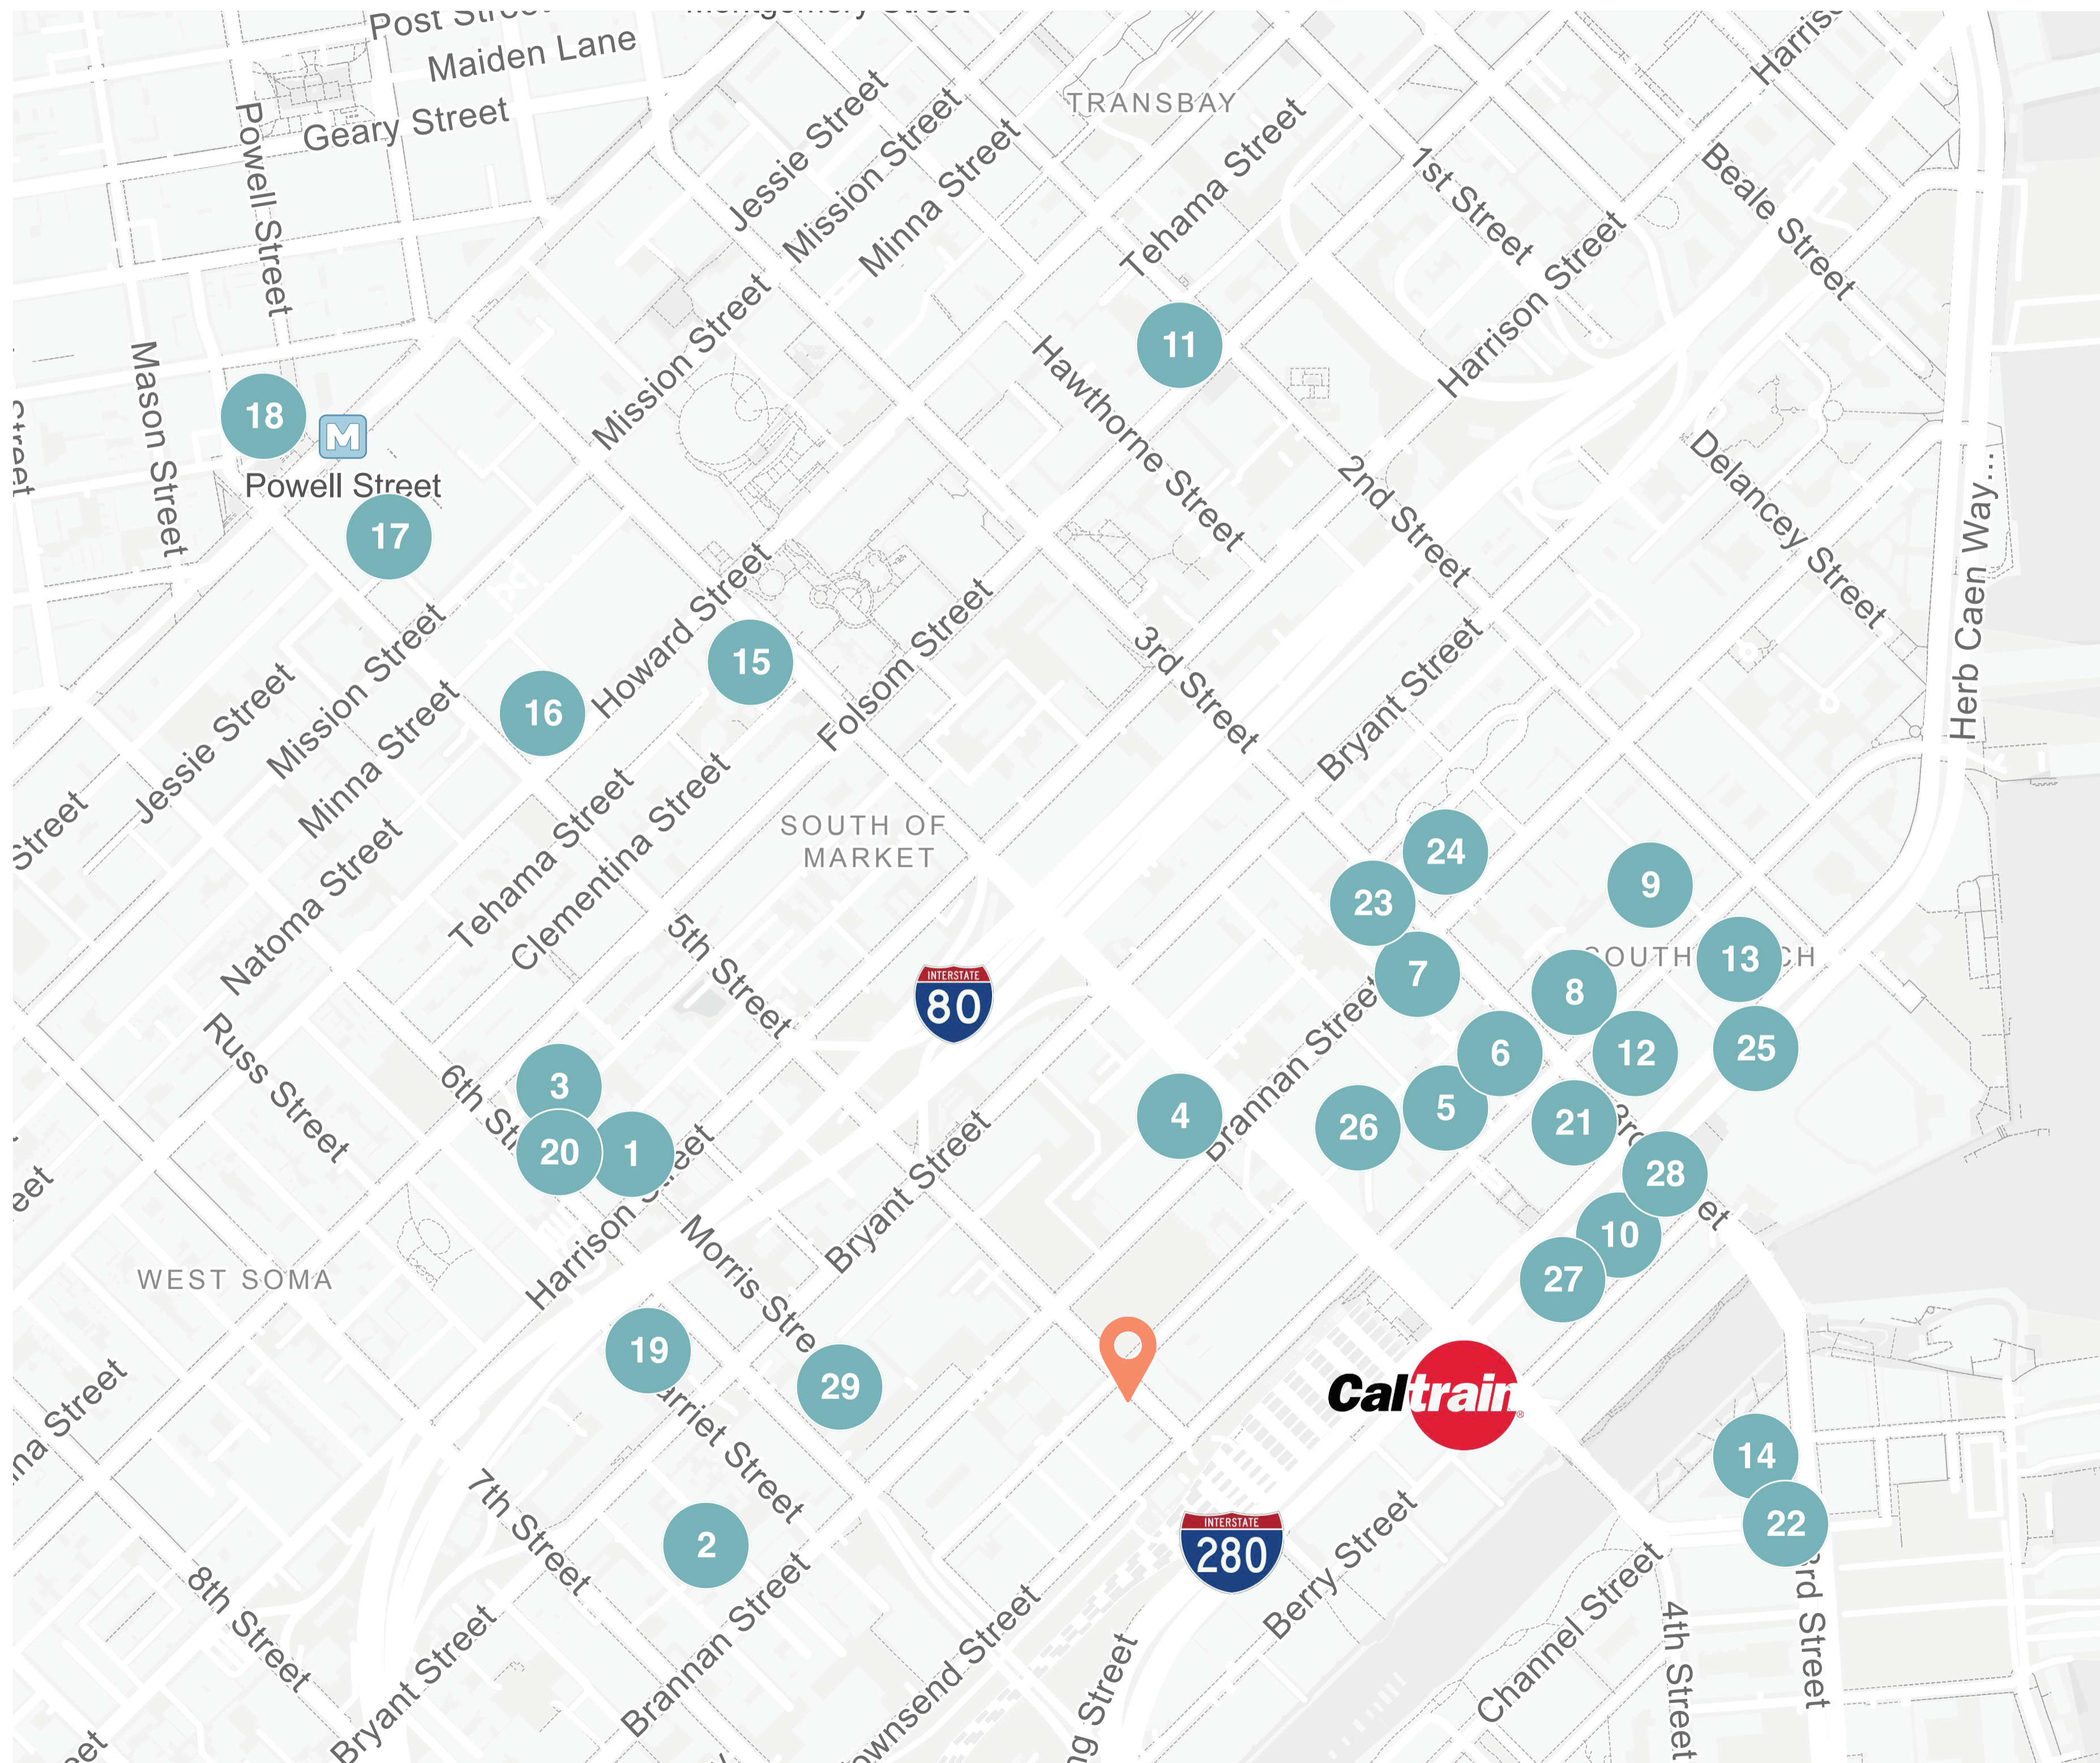 Post Street
Maiden Lane
Geary Street
Powell Street
Mason Street
Jessie Street
Mission Street
Minna Street
TRANSBAY
Tehama Street
1st Street
Beale Street
Harrison Street
11
18
M
Powell Street
17
Mission Street
Hawthorne Street
2nd Street
Delancey Street
Herb Caen Way...
Street
Jessie Street
Mission Street
Minna Street
Natoma Street
Howard Street
15
16
Folsom Street
3rd Street
Bryant Street
Tehama Street
Clementina Street
SOUTH OF
MARKET
5th Street
Street
24
23
9
7
8
13
6
12
25
5
26
21
4
28
10
27
INTERSTATE
80
Brannan Street
Russ Street
6th
3
20
1
Harrison
Morris
Bryant Street
WEST SOMA
19
29
Harriet Street
2
7th Street
8th Street
Bryant Street
Brannan Street
Caltrain
INTERSTATE
280
Berry Street
Channel Street
4th Street
3rd Street
14
22